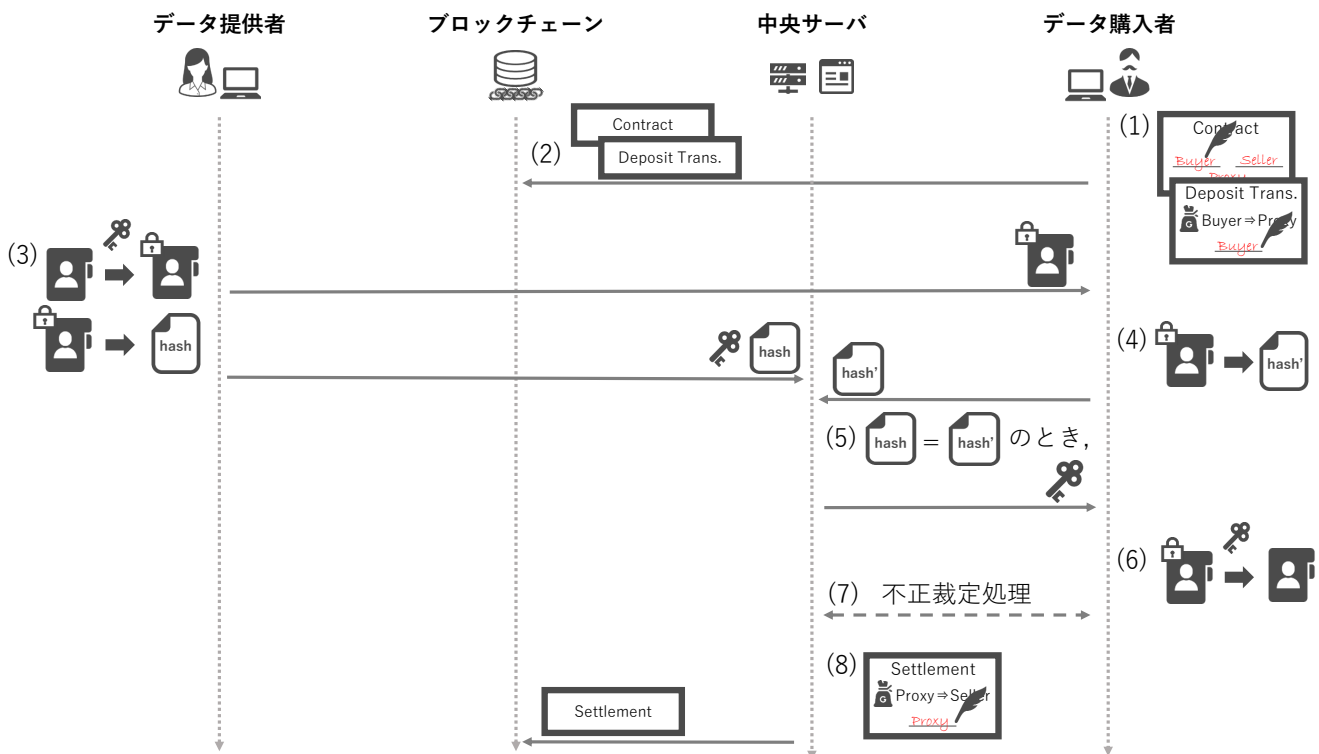 データ提供者
ブロックチェーン
中央サーバ
データ購入者
(1)
Contract
Buyer Seller
Proxy
Deposit Trans.
G Buyer⇒Proxy
Buyer
(2)
Contract
Deposit Trans.
(3)
hash
hash
(4)
hash'
hash'
(5) hash = hash' のとき,
(6)
(7) 不正裁定処理
(8)
Settlement
G Proxy⇒Seller
Proxy
Settlement